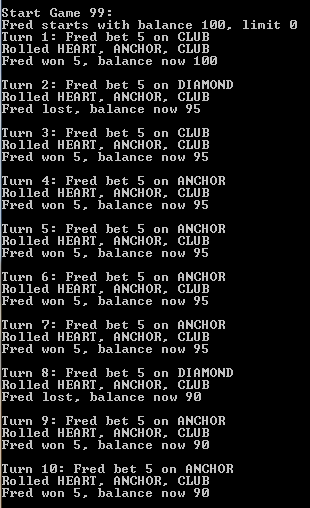 Start Game 99:
Fred starts with balance 100, limit 0
Turn 1: Fred bet 5 on CLUB
Rolled HEART, ANCHOR, CLUB
Fred won 5, balance now 100
Turn 2: Fred bet 5 on DIAMOND
Rolled HEART, ANCHOR, CLUB
Fred lost, balance now 95
Turn 3: Fred bet 5 on CLUB
Rolled HEART, ANCHOR, CLUB
Fred won 5, balance now 95
Turn 4: Fred bet 5 on ANCHOR
Rolled HEART, ANCHOR, CLUB
Fred won 5, balance now 95
Turn 5: Fred bet 5 on ANCHOR
Rolled HEART, ANCHOR, CLUB
Fred won 5, balance now 95
Turn 6: Fred bet 5 on ANCHOR
Rolled HEART, ANCHOR, CLUB
Fred won 5, balance now 95
Turn 7: Fred bet 5 on ANCHOR
Rolled HEART, ANCHOR, CLUB
Fred won 5, balance now 95
Turn 8: Fred bet 5 on DIAMOND
Rolled HEART, ANCHOR, CLUB
Fred lost, balance now 90
Turn 9: Fred bet 5 on ANCHOR
Rolled HEART, ANCHOR, CLUB
Fred won 5, balance now 90
Turn 10: Fred bet 5 on ANCHOR
Rolled HEART, ANCHOR, CLUB
Fred won 5, balance now 90